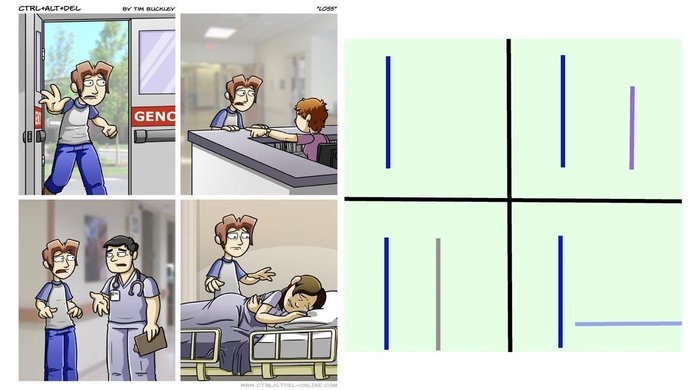 CTRL+ALT+DEL
BY TIM BUCKLEY
"LOSS"
GENC
WWW.CTRLALTDEL-ONLINE.COM